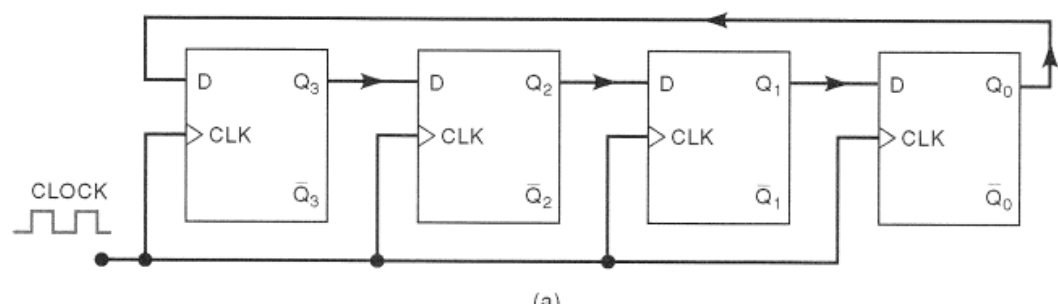 D Q₃ D Q₂ D Q₁ D Q₀
CLK CLK CLK CLK
Q̄₃ Q̄₂ Q̄₁ Q̄₀
CLOCK
(a)